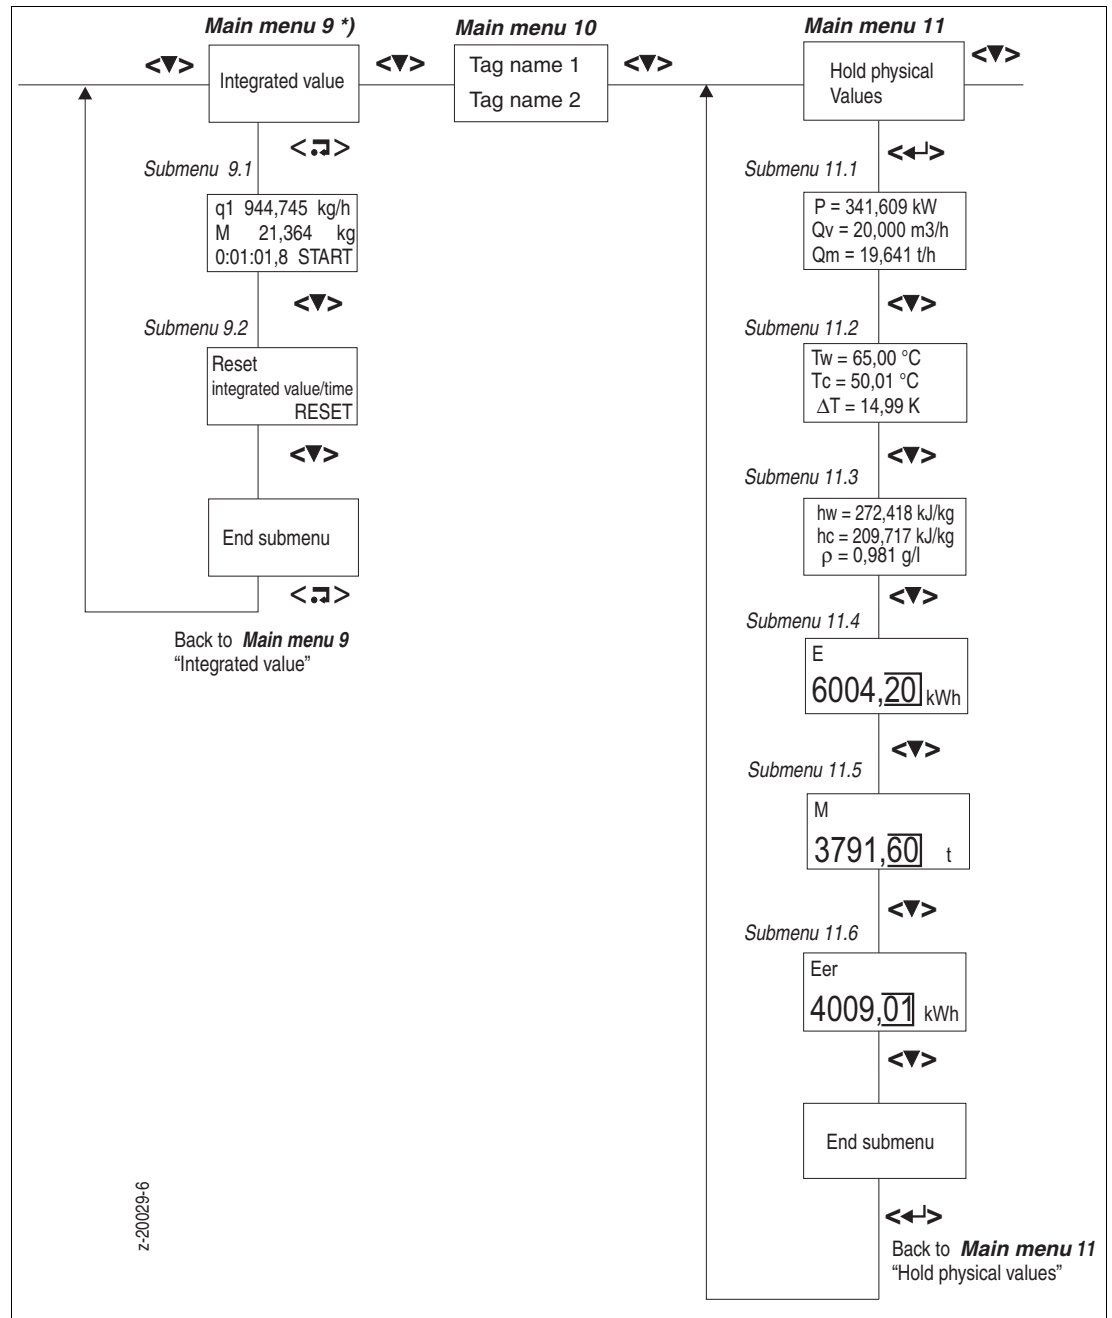 Main menu 9 *)
Main menu 10
Main menu 11
<▼>
Integrated value
<▼>
Tag name 1
Tag name 2
<▼>
Hold physical
Values
<▼>
Submenu 9.1
q1 944,745 kg/h
M 21,364 kg
0:01:01,8 START
<▼>
Submenu 9.2
Reset
integrated value/time
RESET
<▼>
End submenu
Back to Main menu 9
“Integrated value”
<↵>
Submenu 11.1
P = 341,609 kW
Qv = 20,000 m3/h
Qm = 19,641 t/h
<▼>
Submenu 11.2
Tw = 65,00 °C
Tc = 50,01 °C
ΔT = 14,99 K
<▼>
Submenu 11.3
hw = 272,418 kJ/kg
hc = 209,717 kJ/kg
ρ = 0,981 g/l
<▼>
Submenu 11.4
E
6004,20 kWh
<▼>
Submenu 11.5
M
3791,60 t
<▼>
Submenu 11.6
Eer
4009,01 kWh
<▼>
End submenu
<↵>
Back to Main menu 11
“Hold physical values”
z-20029-6